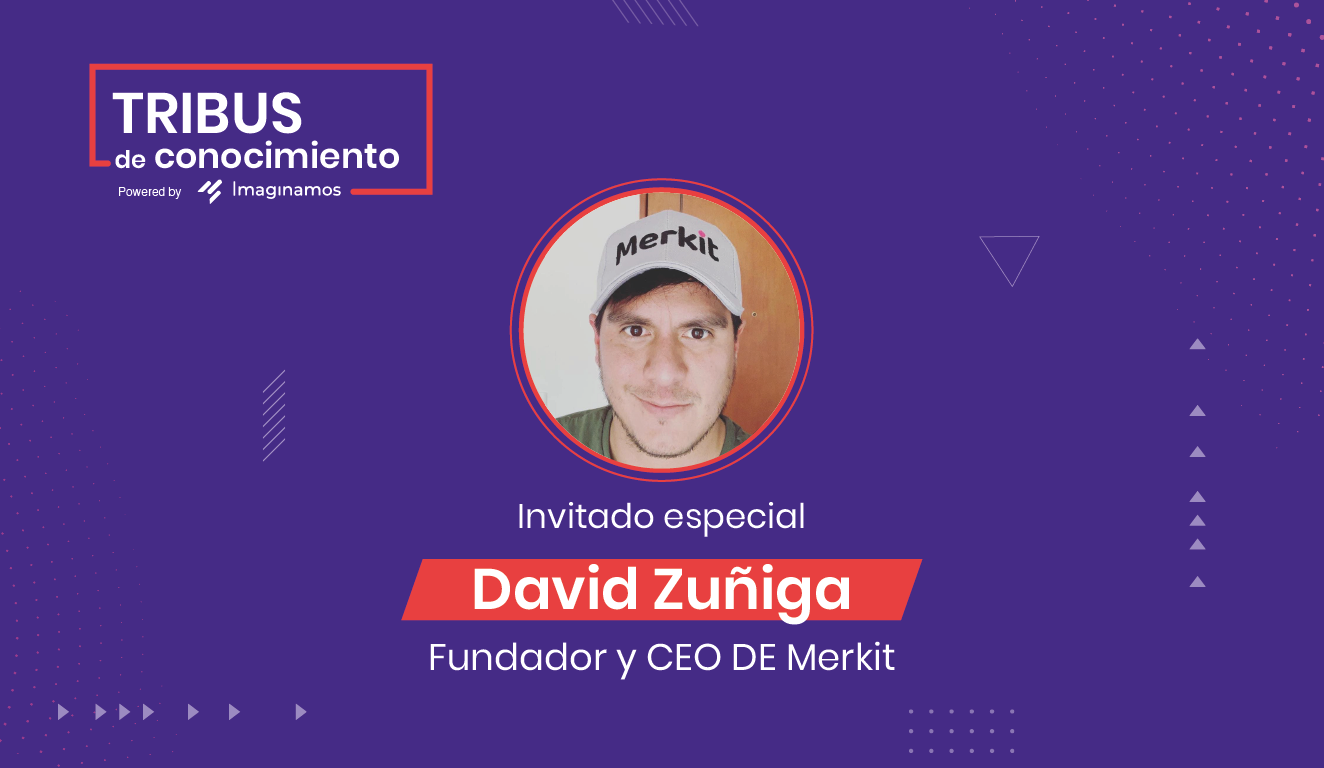 TRIBUS
de conocimiento
Powered by Imaginamos
Merkit
Invitado especial
David Zuñiga
Fundador y CEO DE Merkit